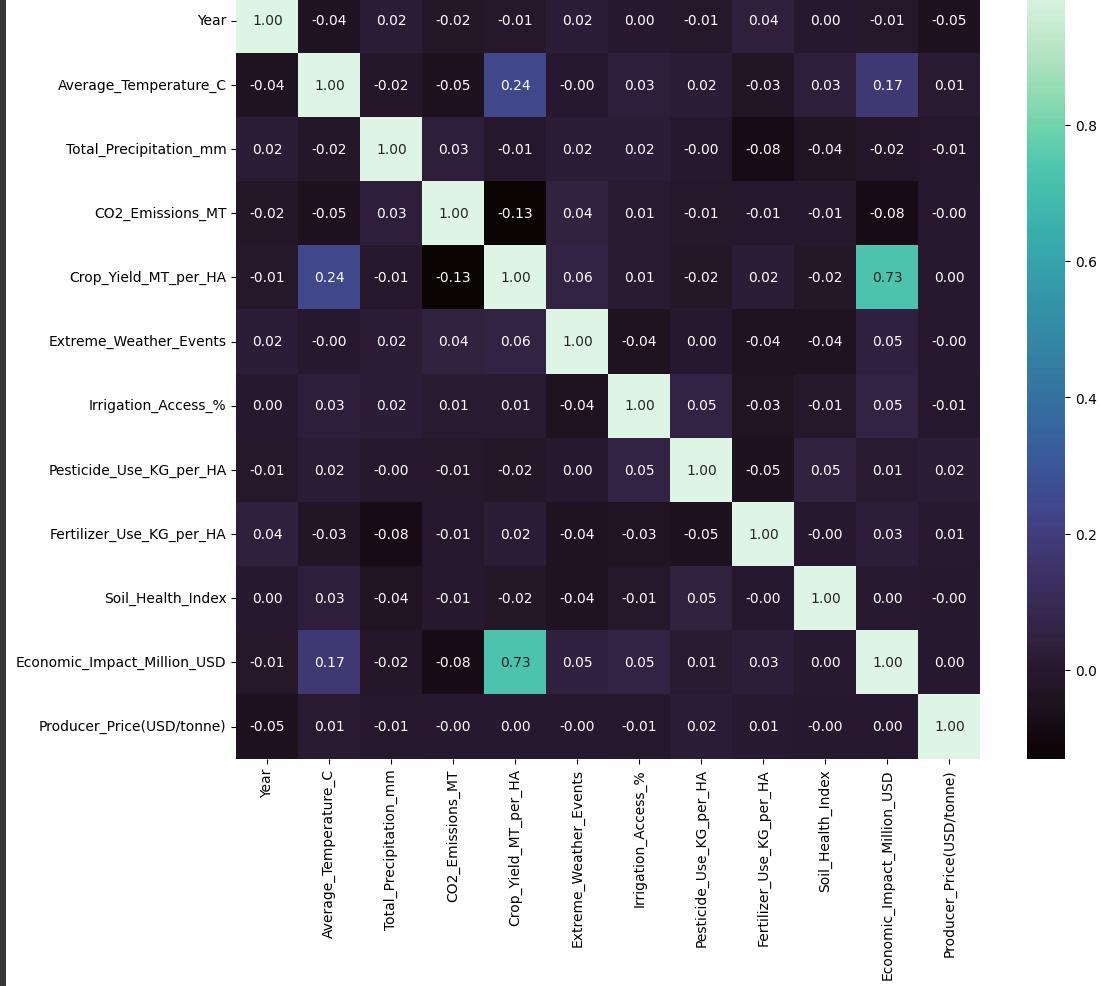 Year 1.00 -0.04 0.02 -0.02 -0.01 0.02 0.00 -0.01 0.04 0.00 -0.01 -0.05
Average_Temperature_C -0.04 1.00 -0.02 -0.05 0.24 -0.00 0.03 0.02 -0.03 0.03 0.17 0.01
0.8
Total_Precipitation_mm 0.02 -0.02 1.00 0.03 -0.01 0.02 0.02 -0.00 -0.08 -0.04 -0.02 -0.01
CO2_Emissions_MT -0.02 -0.05 0.03 1.00 -0.13 0.04 0.01 -0.01 -0.01 -0.01 -0.08 -0.00
0.6
Crop_Yield_MT_per_HA -0.01 0.24 -0.01 -0.13 1.00 0.06 0.01 -0.02 0.02 -0.02 0.73 0.00
Extreme_Weather_Events 0.02 -0.00 0.02 0.04 0.06 1.00 -0.04 0.00 -0.04 -0.04 0.05 -0.00
0.4
Irrigation_Access_% 0.00 0.03 0.02 0.01 0.01 -0.04 1.00 0.05 -0.03 -0.01 0.05 -0.01
Pesticide_Use_KG_per_HA -0.01 0.02 -0.00 -0.01 -0.02 0.00 0.05 1.00 -0.05 0.05 0.01 0.02
Fertilizer_Use_KG_per_HA 0.04 -0.03 -0.08 -0.01 0.02 -0.04 -0.03 -0.05 1.00 -0.00 0.03 0.01
0.2
Soil_Health_Index 0.00 0.03 -0.04 -0.01 -0.02 -0.04 -0.01 0.05 -0.00 1.00 0.00 -0.00
Economic_Impact_Million_USD -0.01 0.17 -0.02 -0.08 0.73 0.05 0.05 0.01 0.03 0.00 1.00 0.00
0.0
Producer_Price(USD/tonne) -0.05 0.01 -0.01 -0.00 0.00 -0.00 -0.01 0.02 0.01 -0.00 0.00 1.00
Year
Average_Temperature_C
Total_Precipitation_mm
CO2_Emissions_MT
Crop_Yield_MT_per_HA
Extreme_Weather_Events
Irrigation_Access_%
Pesticide_Use_KG_per_HA
Fertilizer_Use_KG_per_HA
Soil_Health_Index
Economic_Impact_Million_USD
Producer_Price(USD/tonne)